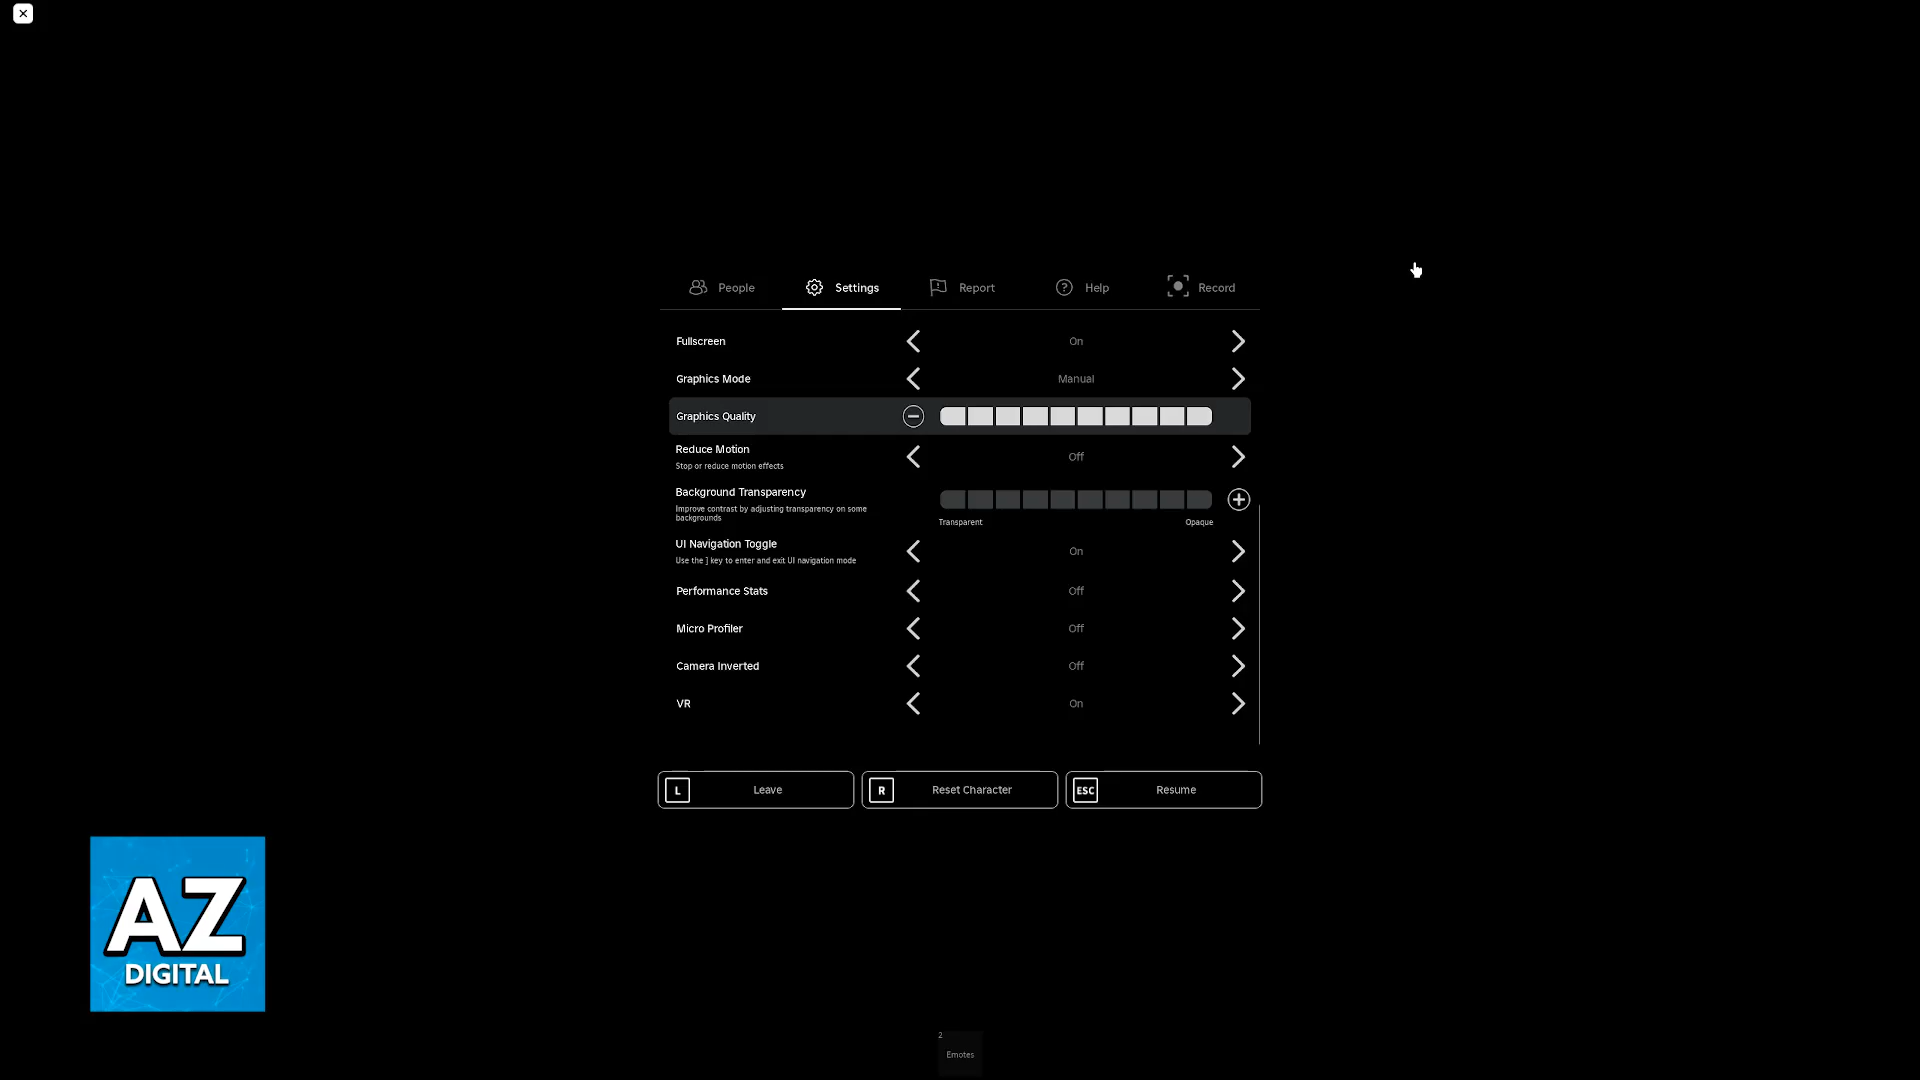 People
Settings
Report
Help
Record
Fullscreen
On
Graphics Mode
Manual
Graphics Quality
Reduce Motion
Stop or reduce motion effects
Off
Background Transparency
Improve contrast by adjusting transparency on some
backgrounds
Transparent
Opaque
UI Navigation Toggle
Use the ] key to enter and exit UI navigation mode
On
Performance Stats
Off
Micro Profiler
Off
Camera Inverted
Off
VR
On
L
Leave
R
Reset Character
ESC
Resume
AZ
DIGITAL
2
Emotes